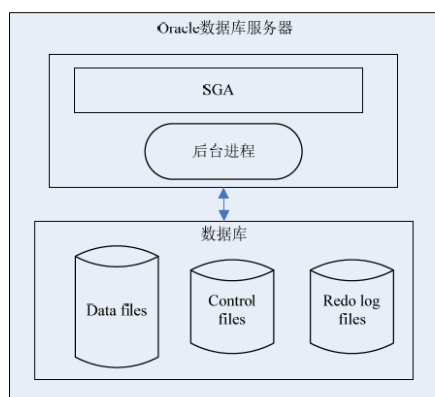 Oracle数据库服务器
SGA
后台进程
数据库
Data files
Control
files
Redo log
files